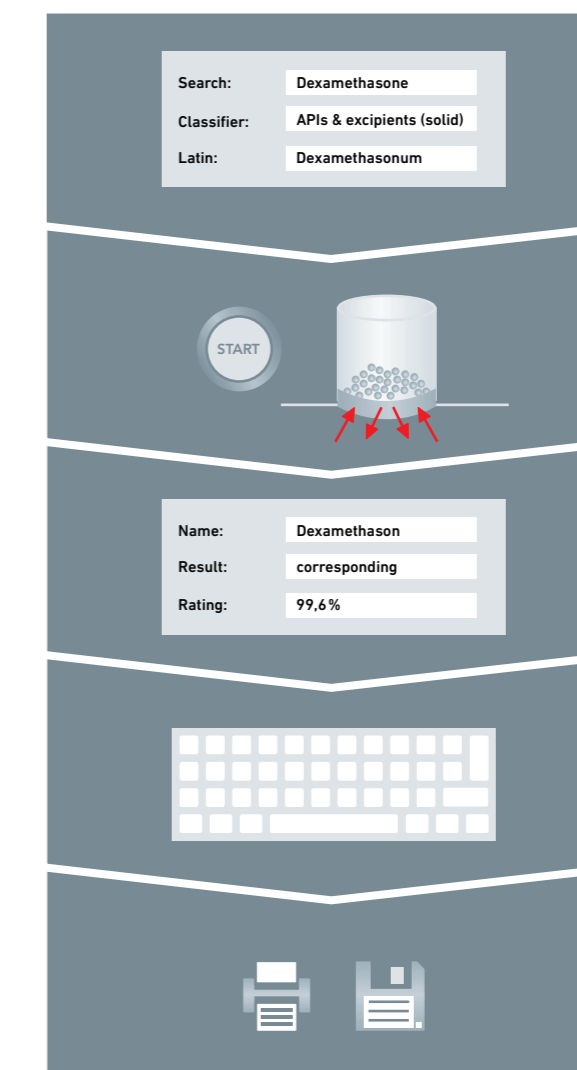 Search: Dexamethasone
Classifier: APIs & excipients (solid)
Latin: Dexamethasonum
START
Name: Dexamethason
Result: corresponding
Rating: 99,6%